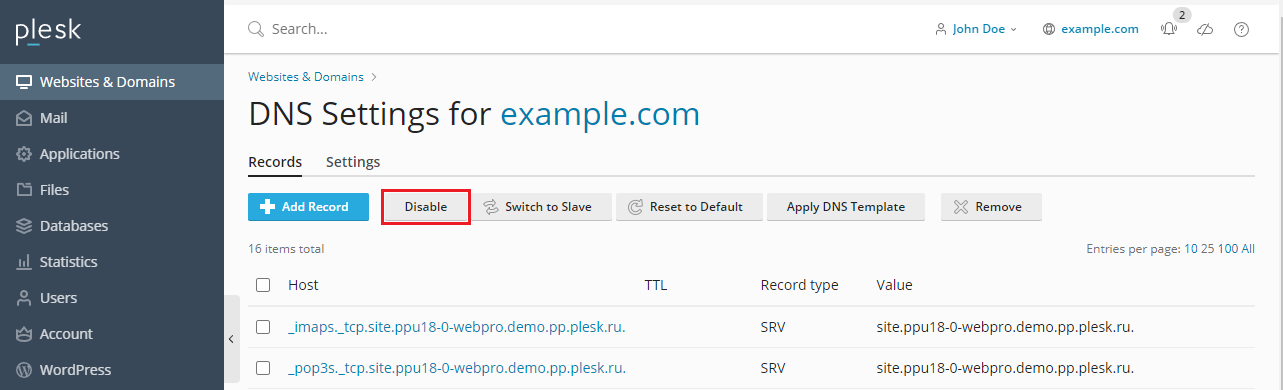 plesk
Search...
John Doe
example.com
2
Websites & Domains
Mail
Applications
Files
Databases
Statistics
Users
Account
WordPress
Websites & Domains >
DNS Settings for example.com
Records Settings
Add Record Disable Switch to Slave Reset to Default Apply DNS Template Remove
16 items total Entries per page: 10 25 100 All
Host TTL Record type Value
_imaps._tcp.site.ppu18-0-webpro.demo.pp.plesk.ru. SRV site.ppu18-0-webpro.demo.pp.plesk.ru.
_pop3s._tcp.site.ppu18-0-webpro.demo.pp.plesk.ru. SRV site.ppu18-0-webpro.demo.pp.plesk.ru.